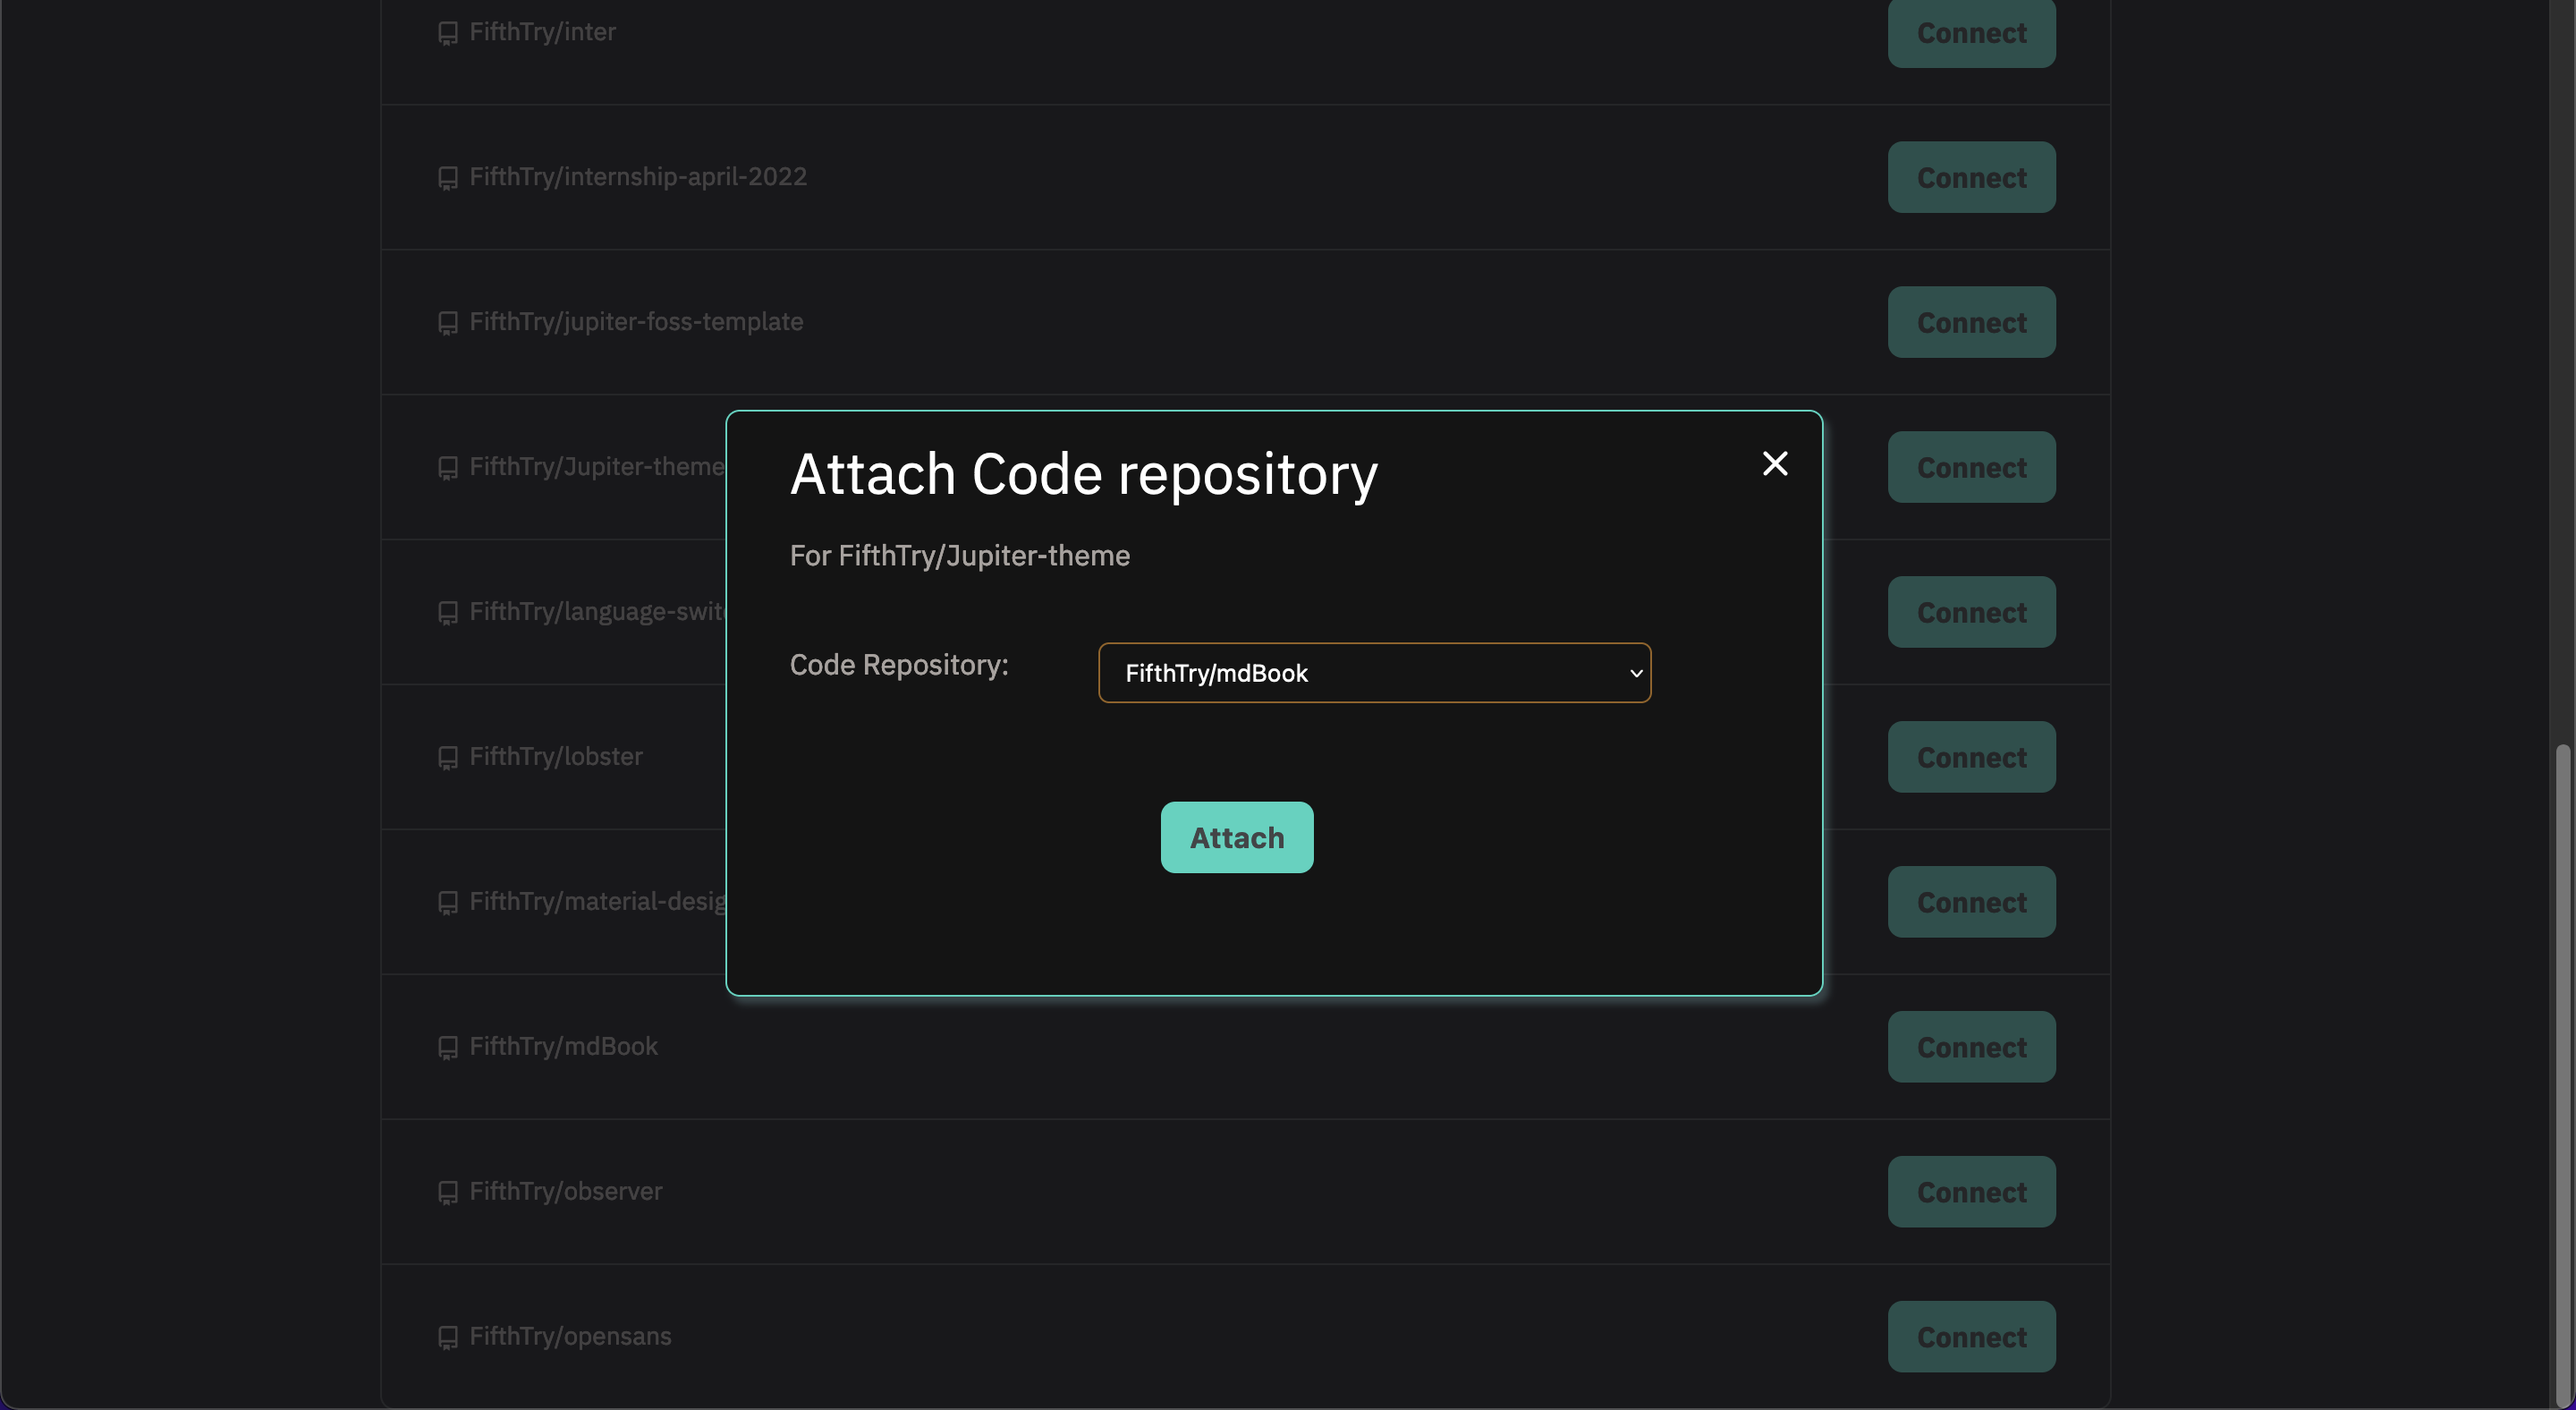 FifthTry/inter
Connect
FifthTry/internship-april-2022
Connect
FifthTry/jupiter-foss-template
Connect
FifthTry/Jupiter-theme
Connect
Attach Code repository
For FifthTry/Jupiter-theme
FifthTry/language-swit
Connect
Code Repository:
FifthTry/mdBook
FifthTry/lobster
Connect
Attach
FifthTry/material-desig
Connect
FifthTry/mdBook
Connect
FifthTry/observer
Connect
FifthTry/opensans
Connect